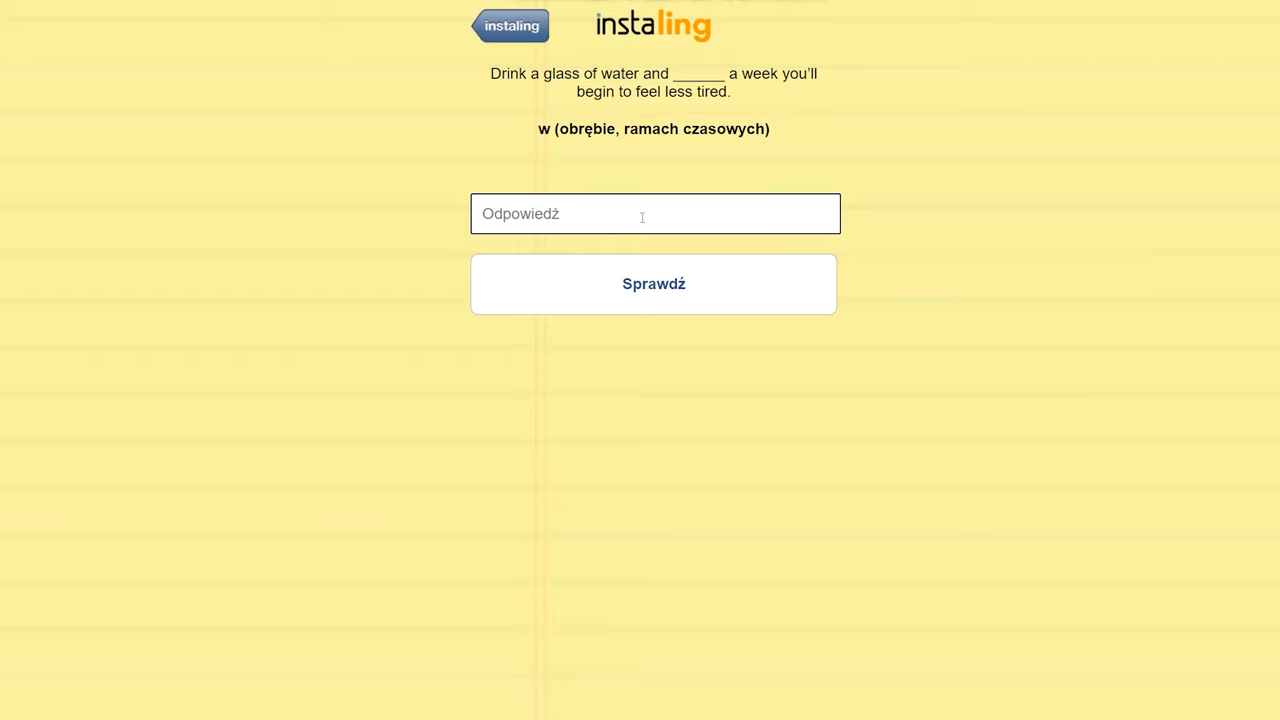 instaling
instaling
Drink a glass of water and ______ a week you'll
begin to feel less tired.
w (obrębie, ramach czasowych)
Odpowiedź
Sprawdź